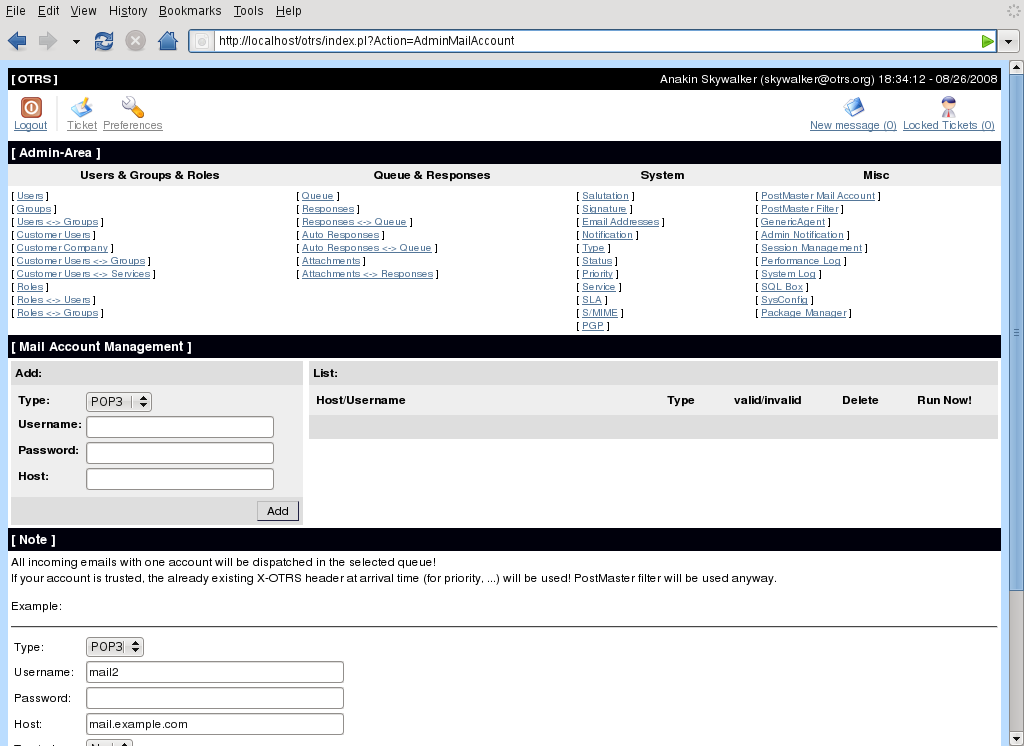 File Edit View History Bookmarks Tools Help
http://localhost/otrs/index.pl?Action=AdminMailAccount
[ OTRS ] Anakin Skywalker (skywalker@otrs.org) 18:34:12 - 08/26/2008
Logout Ticket Preferences New message (0) Locked Tickets (0)
[ Admin-Area ]
Users & Groups & Roles Queue & Responses System Misc
[ Users ] [ Queue ] [ Salutation ] [ PostMaster Mail Account ]
[ Groups ] [ Responses ] [ Signature ] [ PostMaster Filter ]
[ Users <-> Groups ] [ Responses <-> Queue ] [ Email Addresses ] [ GenericAgent ]
[ Customer Users ] [ Auto Responses ] [ Notification ] [ Admin Notification ]
[ Customer Company ] [ Auto Responses <-> Queue ] [ Type ] [ Session Management ]
[ Customer Users <-> Groups ] [ Attachments ] [ Status ] [ Performance Log ]
[ Customer Users <-> Services ] [ Attachments <-> Responses ] [ Priority ] [ System Log ]
[ Roles ] [ Service ] [ SQL Box ]
[ Roles <-> Users ] [ SLA ] [ SysConfig ]
[ Roles <-> Groups ] [ S/MIME ] [ Package Manager ]
[ PGP ]
[ Mail Account Management ]
Add: List:
Type: POP3 Host/Username Type valid/invalid Delete Run Now!
Username:
Password:
Host:
Add
[ Note ]
All incoming emails with one account will be dispatched in the selected queue!
If your account is trusted, the already existing X-OTRS header at arrival time (for priority, ...) will be used! PostMaster filter will be used anyway.
Example:
Type: POP3
Username: mail2
Password:
Host: mail.example.com